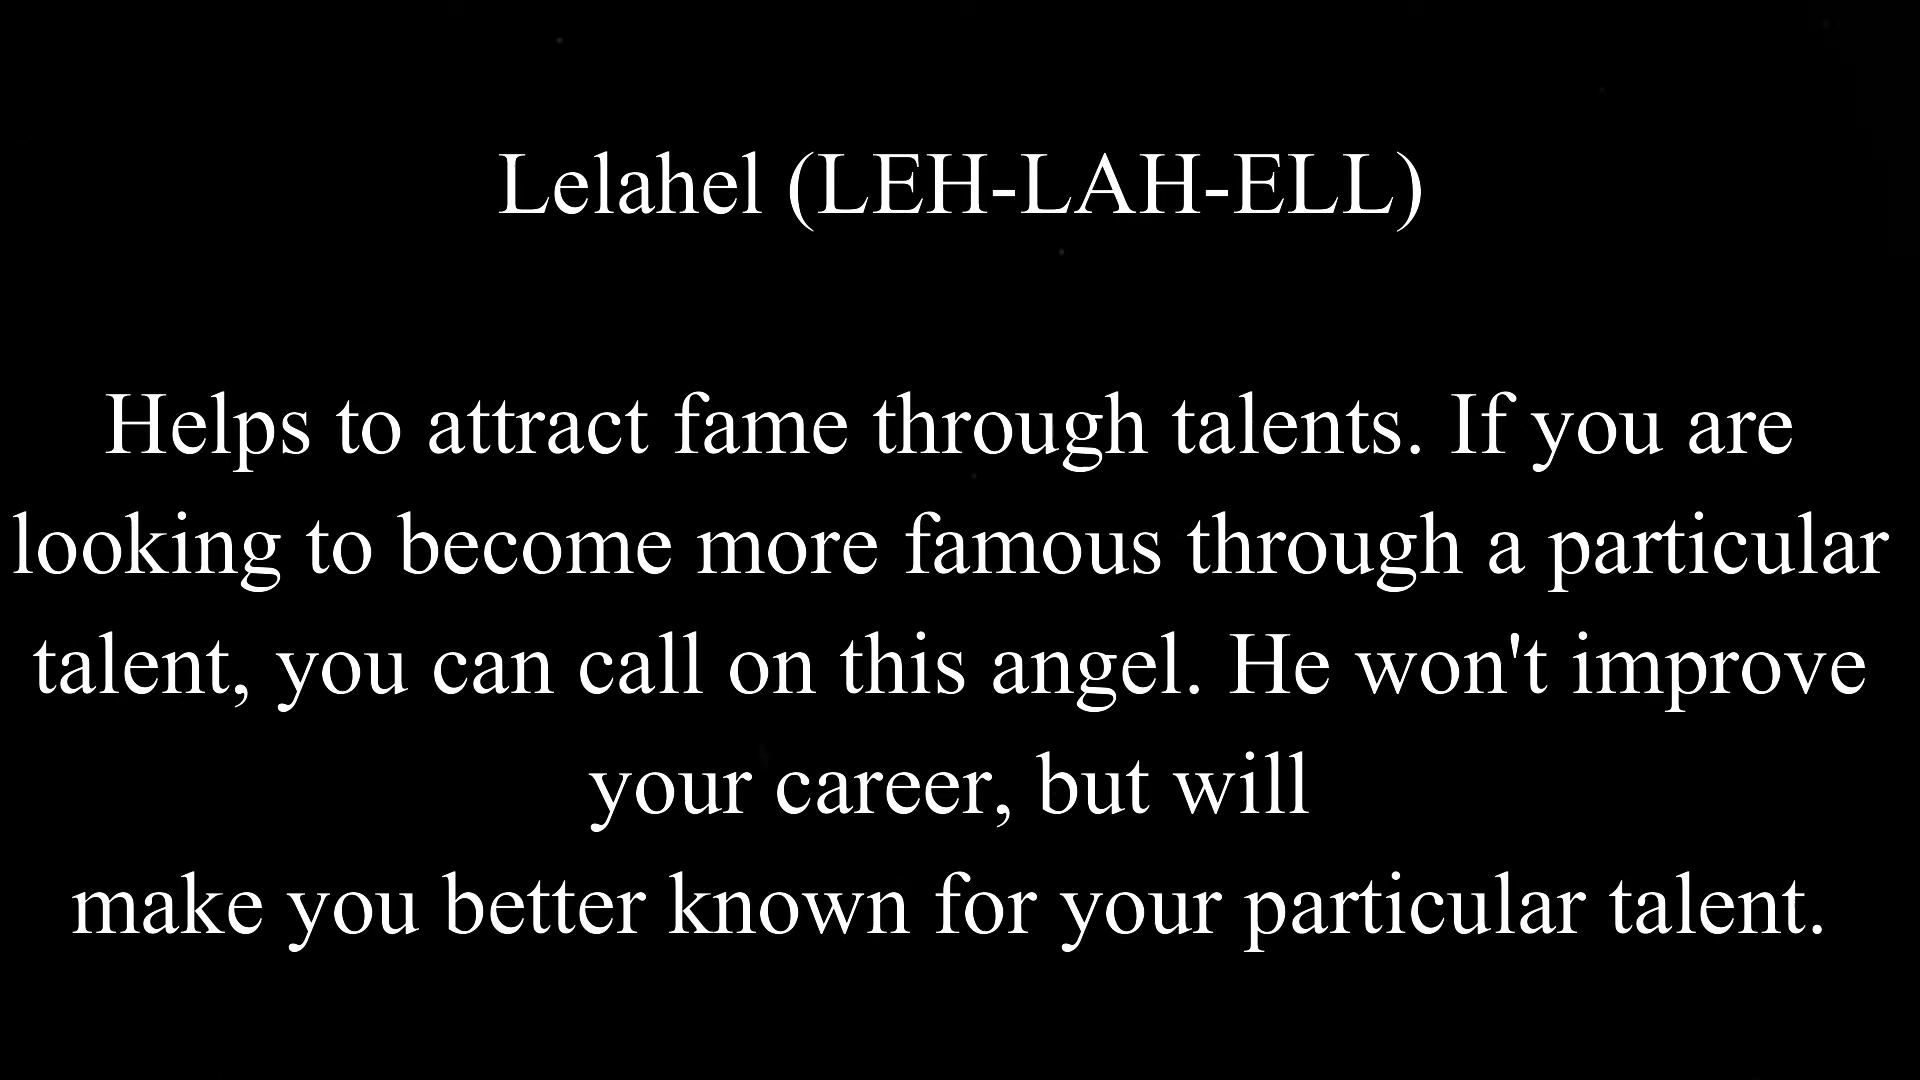 Lelahel (LEH-LAH-ELL)
Helps to attract fame through talents. If you are
looking to become more famous through a particular
talent, you can call on this angel. He won't improve
your career, but will
make you better known for your particular talent.